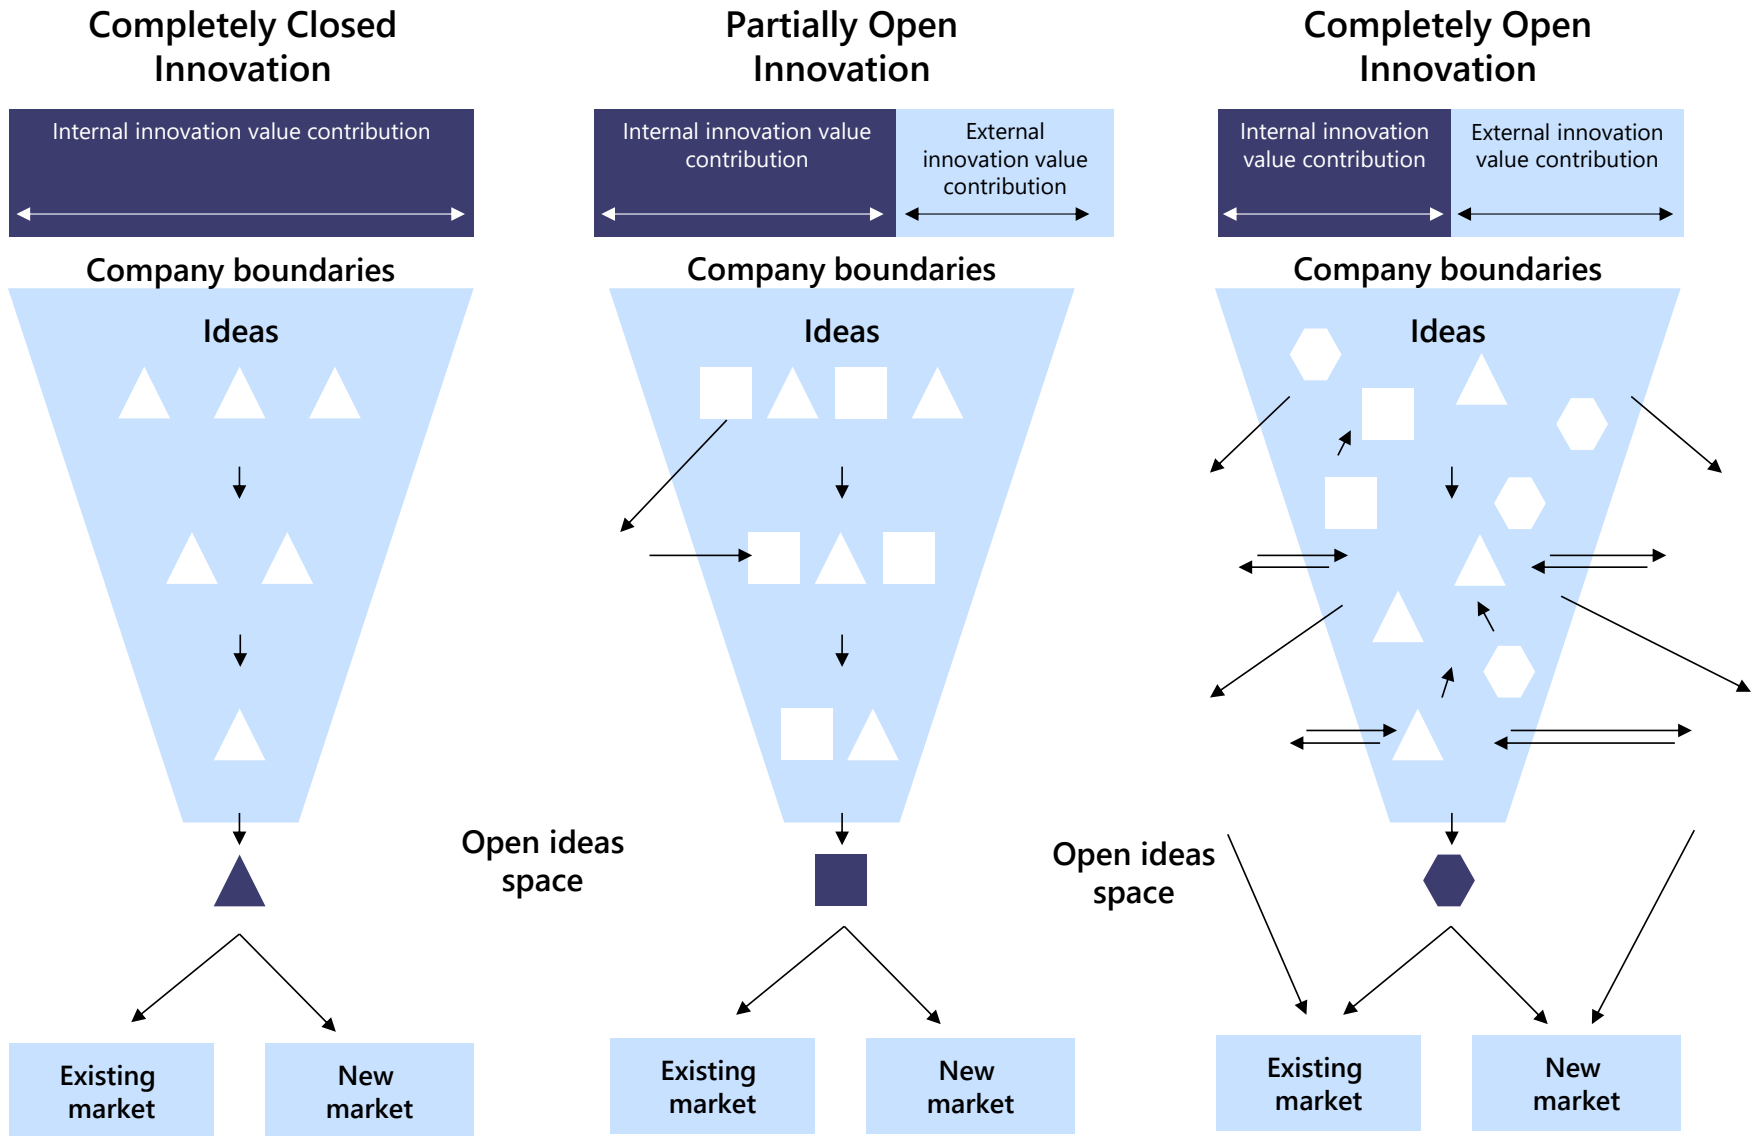 Completely Closed
Innovation
Partially Open
Innovation
Completely Open
Innovation
Internal innovation value contribution
Internal innovation value
contribution
External
innovation value
contribution
Internal innovation
value contribution
External innovation
value contribution
Company boundaries
Company boundaries
Company boundaries
Ideas
Ideas
Ideas
Open ideas
space
Open ideas
space
Existing
market
New
market
Existing
market
New
market
Existing
market
New
market